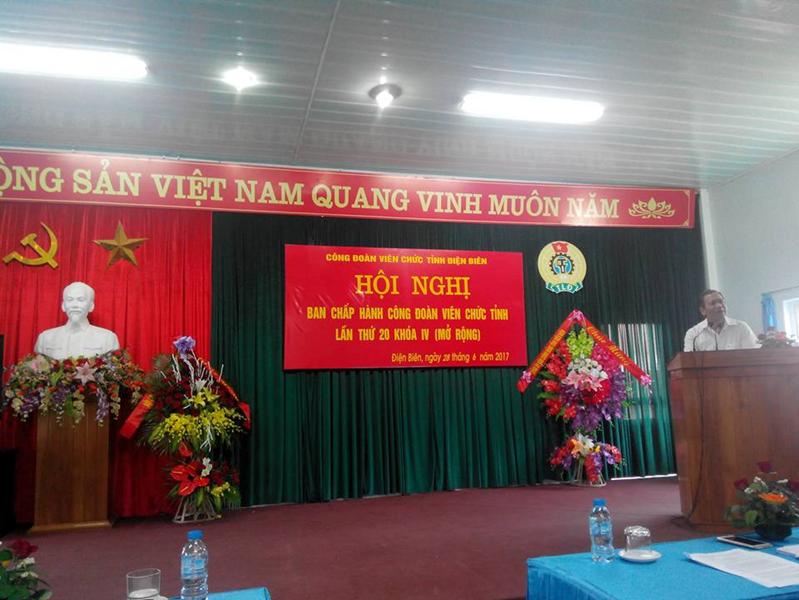 ỘNG SẢN VIỆT NAM QUANG VINH MUÔN NĂM
CÔNG ĐOÀN VIÊN CHỨC TỈNH ĐIỆN BIÊN
HỘI NGHỊ
BAN CHẤP HÀNH CÔNG ĐOÀN VIÊN CHỨC TỈNH
LẦN THỨ 20 KHÓA IV (MỞ RỘNG)
Điện Biên, ngày 28 tháng 6 năm 2017
TLĐ